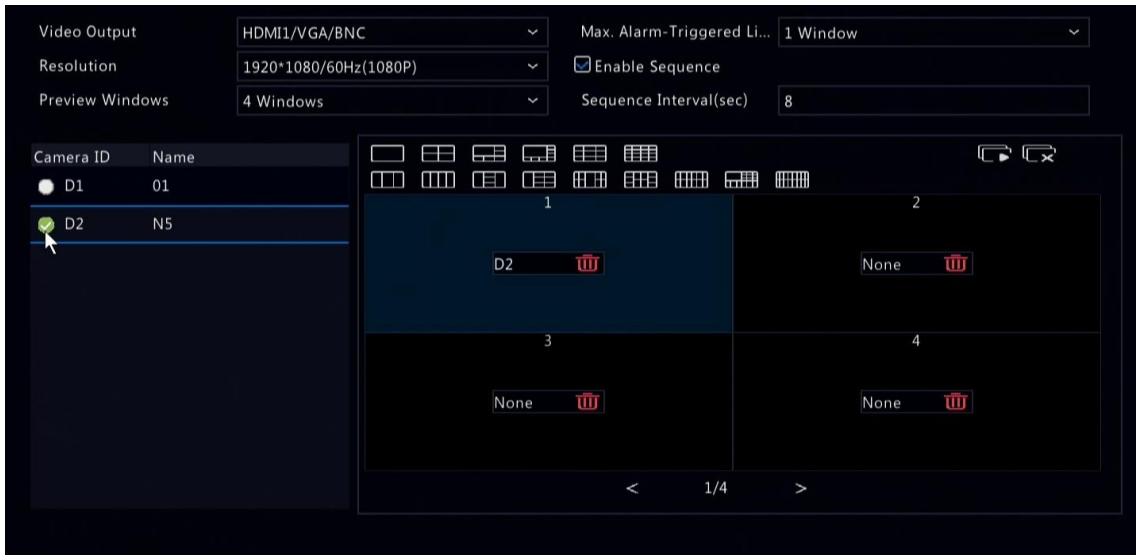 Video Output HDMI1/VGA/BNC Max. Alarm-Triggered Li... 1 Window
Resolution 1920*1080/60Hz(1080P) Enable Sequence
Preview Windows 4 Windows Sequence Interval(sec) 8
Camera ID Name
D1 01
D2 N5
1 2
D2 None
3 4
None None
< 1/4 >